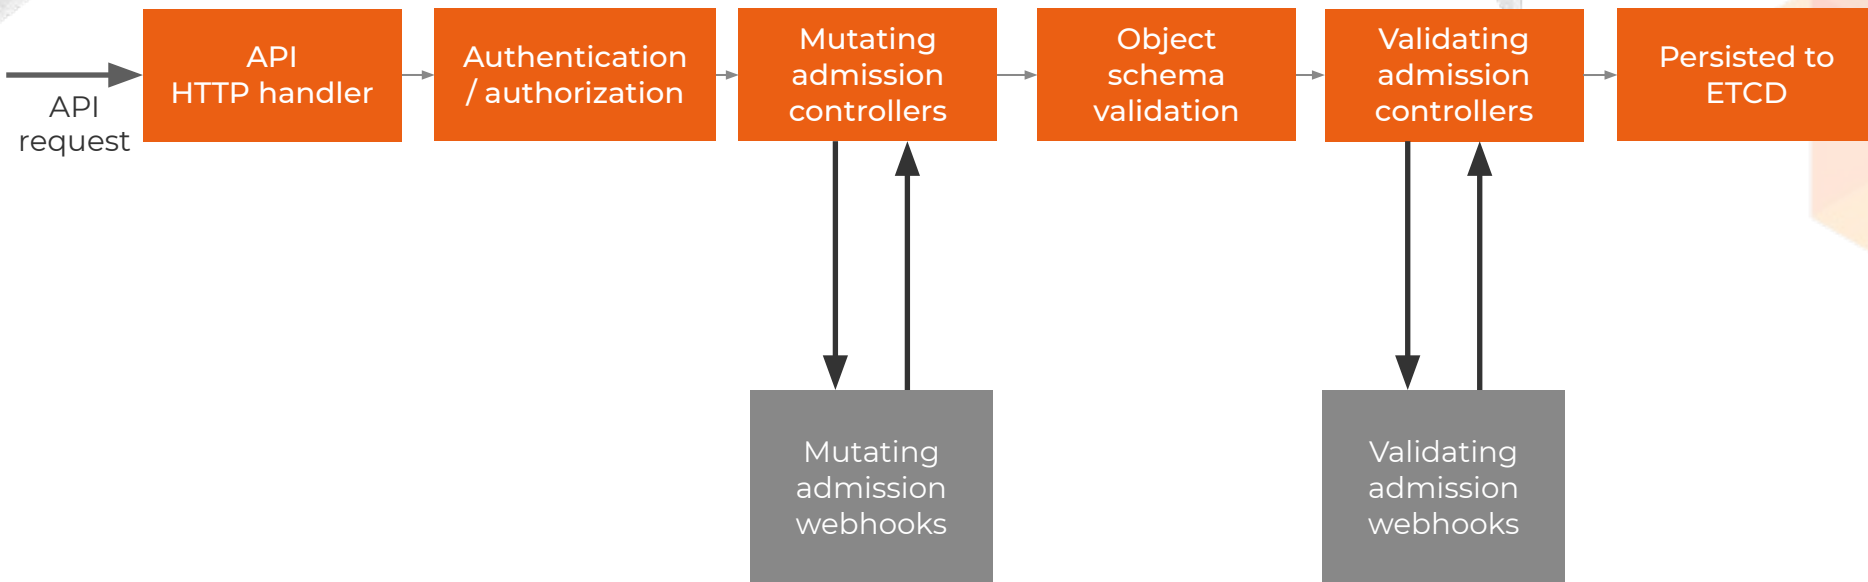 API
request
API
HTTP handler
Authentication
/ authorization
Mutating
admission
controllers
Object
schema
validation
Validating
admission
controllers
Persisted to
ETCD
Mutating
admission
webhooks
Validating
admission
webhooks